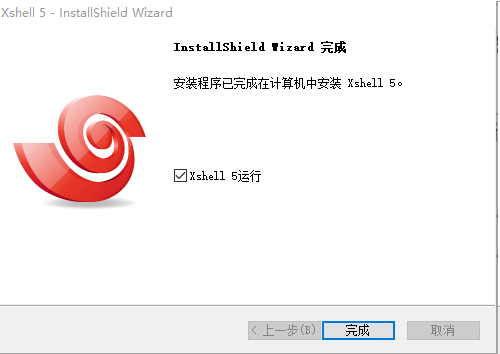 Xshell 5 - InstallShield Wizard
InstallShield Wizard 完成
安装程序已完成在计算机中安装 Xshell 5。
Xshell 5运行
< 上一步(B)
完成
取消